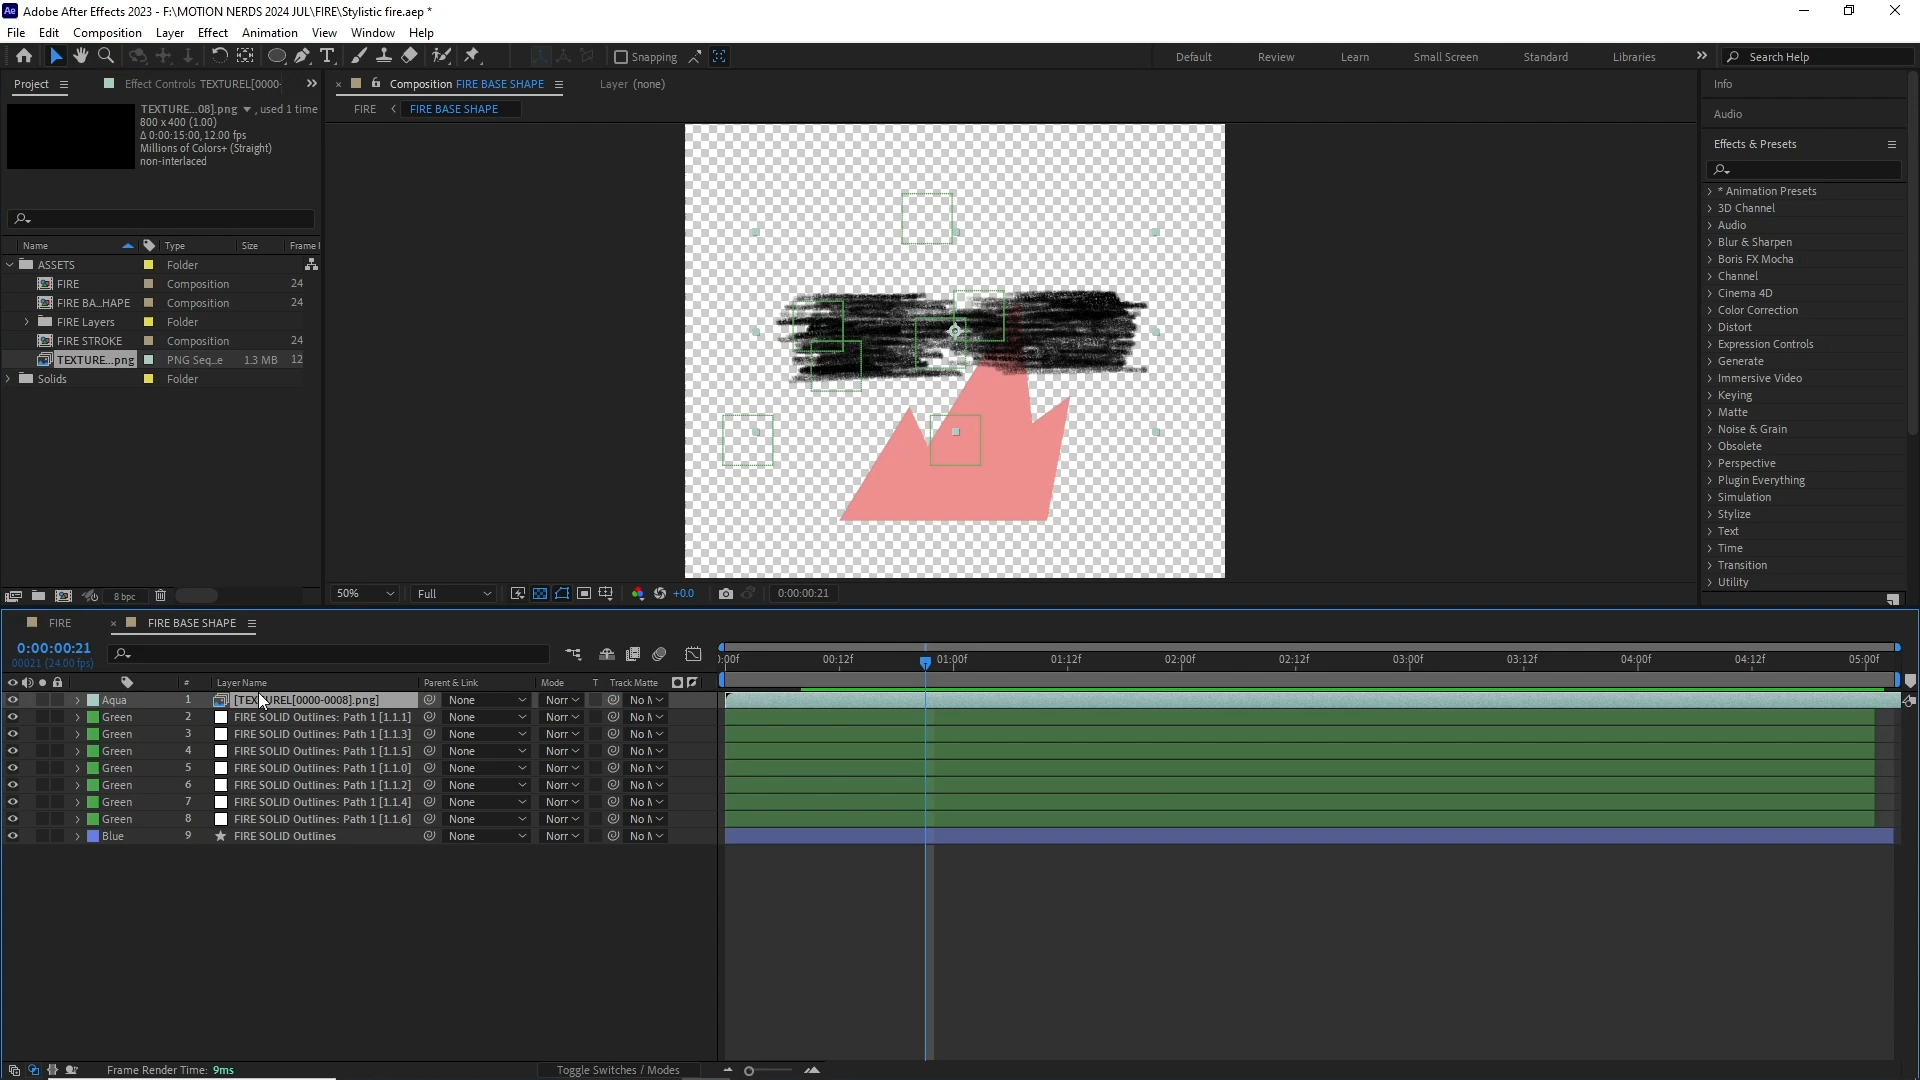 Ae Adobe After Effects 2023 - F:\MOTION NERDS 2024 JUL\FIRE\Stylistic fire.aep *
File Edit Composition Layer Effect Animation View Window Help
Snapping Default Review Learn Small Screen Standard Libraries Search Help
Project Effect Controls TEXTUREL[0000-
Composition FIRE BASE SHAPE Layer (none)
FIRE FIRE BASE SHAPE
TEXTURE...08].png , used 1 time
800 x 400 (1.00)
Δ 0:00:15:00, 12.00 fps
Millions of Colors+ (Straight)
non-interlaced
Name Type Size Frame
ASSETS Folder
FIRE Composition 24
FIRE BA...HAPE Composition 24
FIRE Layers Folder
FIRE STROKE Composition 24
TEXTURE...png PNG Seq...e 1.3 MB 12
Solids Folder
8 bpc
50% Full +0.0 0:00:00:21
Info
Audio
Effects & Presets
* Animation Presets
3D Channel
Audio
Blur & Sharpen
Boris FX Mocha
Channel
Cinema 4D
Color Correction
Distort
Expression Controls
Generate
Immersive Video
Keying
Matte
Noise & Grain
Obsolete
Perspective
Plugin Everything
Simulation
Stylize
Text
Time
Transition
Utility
FIRE FIRE BASE SHAPE
0:00:00:21
00021 (24.00 fps)
:00f 00:12f 01:00f 01:12f 02:00f 02:12f 03:00f 03:12f 04:00f 04:12f 05:00f
# Layer Name Parent & Link Mode T Track Matte
Aqua 1 [TEXTUREL[0000-0008].png] None Norr No
Green 2 FIRE SOLID Outlines: Path 1 [1.1.1] None Norr No
Green 3 FIRE SOLID Outlines: Path 1 [1.1.3] None Norr No
Green 4 FIRE SOLID Outlines: Path 1 [1.1.5] None Norr No
Green 5 FIRE SOLID Outlines: Path 1 [1.1.0] None Norr No
Green 6 FIRE SOLID Outlines: Path 1 [1.1.2] None Norr No
Green 7 FIRE SOLID Outlines: Path 1 [1.1.4] None Norr No
Green 8 FIRE SOLID Outlines: Path 1 [1.1.6] None Norr No
Blue 9 FIRE SOLID Outlines None Norr No
Frame Render Time: 9ms Toggle Switches / Modes